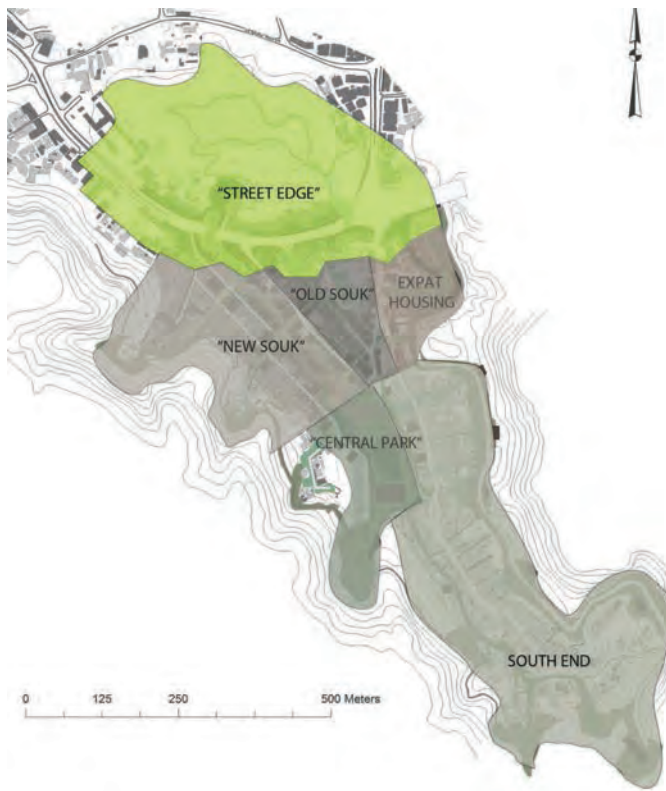 "STREET EDGE"
"OLD SOUK"
EXPAT
HOUSING
"NEW SOUK"
"CENTRAL PARK"
SOUTH END
0 125 250 500 Meters